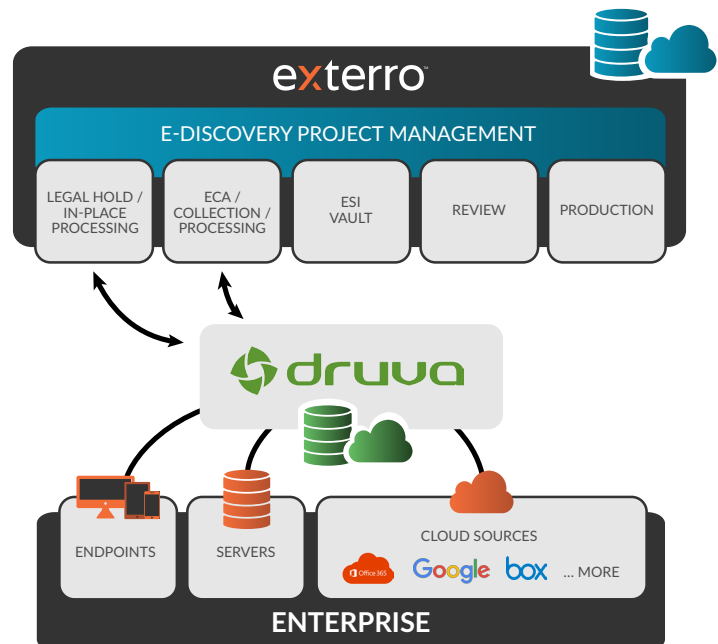 exterro
E-DISCOVERY PROJECT MANAGEMENT
LEGAL HOLD /
IN-PLACE
PROCESSING
ECA /
COLLECTION /
PROCESSING
ESI
VAULT
REVIEW
PRODUCTION
druva
ENDPOINTS
SERVERS
CLOUD SOURCES
Office 365
Google
box
... MORE
ENTERPRISE